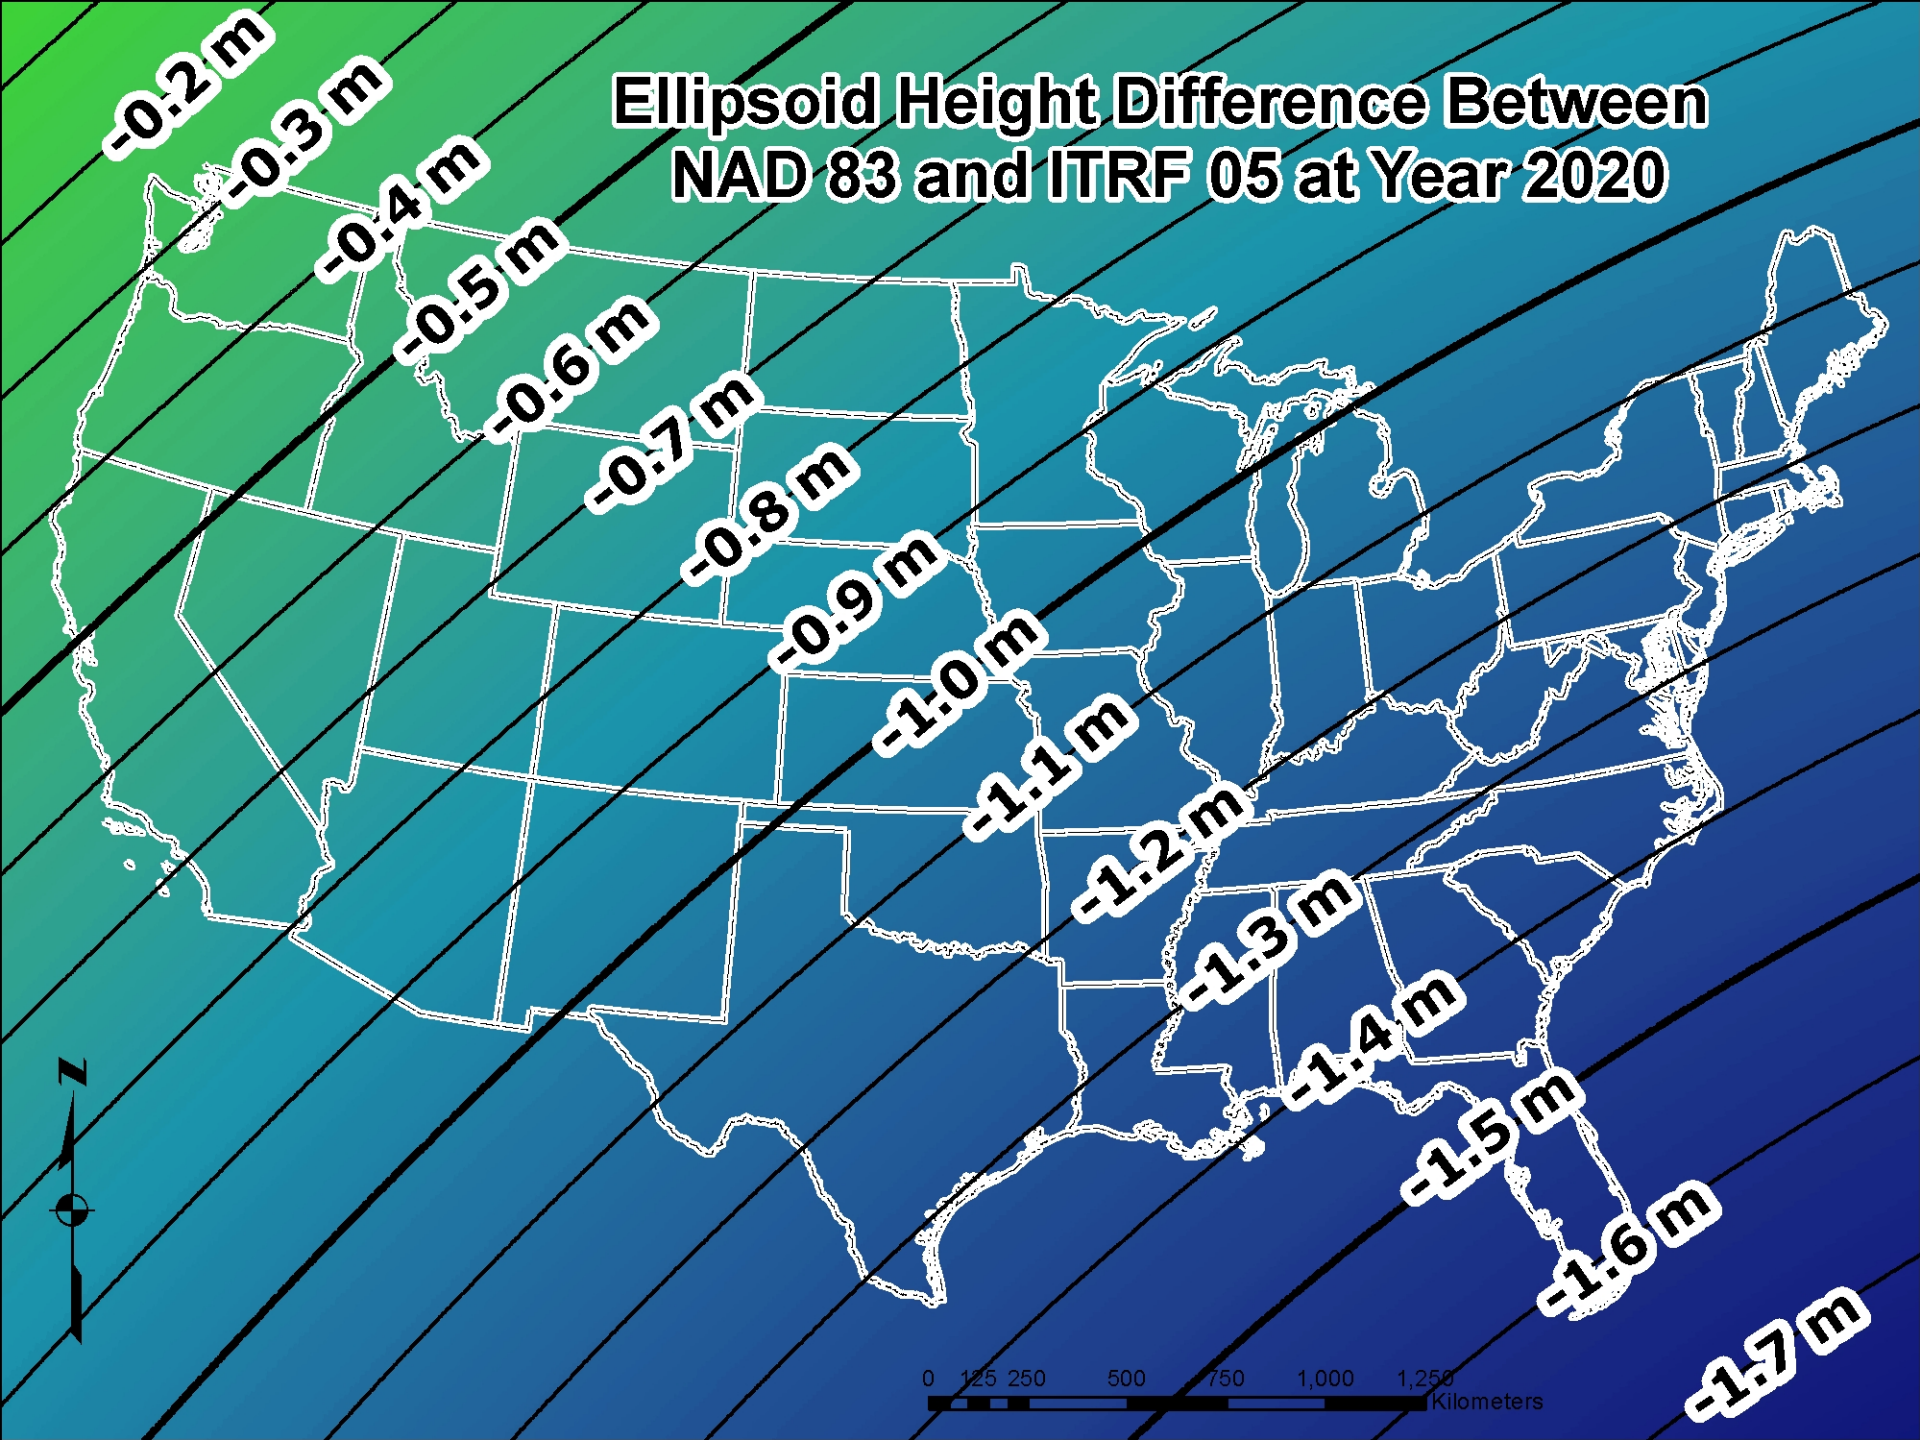 Ellipsoid Height Difference Between
NAD 83 and ITRF 05 at Year 2020
-0.2 m
-0.3 m
-0.4 m
-0.5 m
-0.6 m
-0.7 m
-0.8 m
-0.9 m
-1.0 m
-1.1 m
-1.2 m
-1.3 m
-1.4 m
-1.5 m
-1.6 m
-1.7 m
N
0 125 250 500 750 1,000 1,250
Kilometers